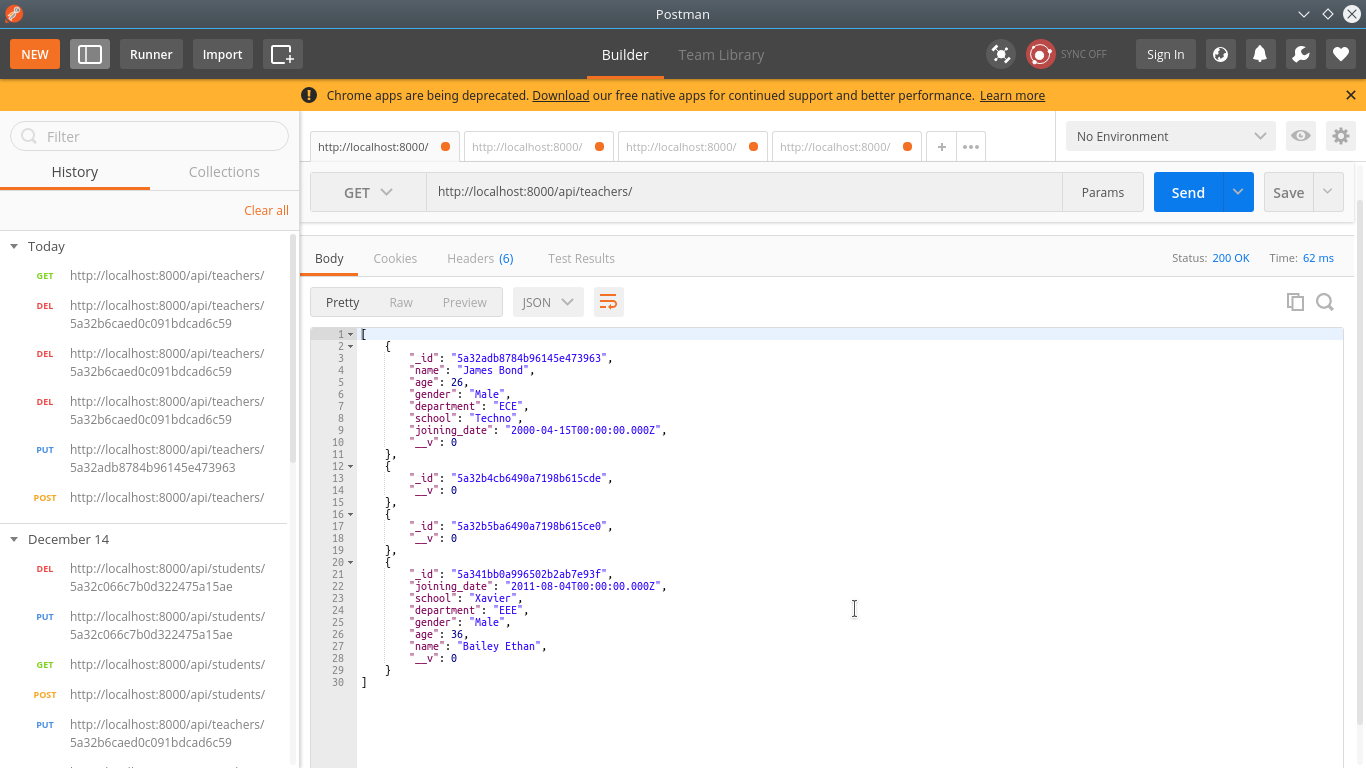 Postman
NEW
Runner
Import
Builder
Team Library
SYNC OFF
Sign In
Chrome apps are being deprecated. Download our free native apps for continued support and better performance. Learn more
Filter
History
Collections
Clear all
Today
GET http://localhost:8000/api/teachers/
DEL http://localhost:8000/api/teachers/
5a32b6caed0c091bdcad6c59
DEL http://localhost:8000/api/teachers/
5a32b6caed0c091bdcad6c59
DEL http://localhost:8000/api/teachers/
5a32b6caed0c091bdcad6c59
PUT http://localhost:8000/api/teachers/
5a32adb8784b96145e473963
POST http://localhost:8000/api/teachers/
December 14
DEL http://localhost:8000/api/students/
5a32c066c7b0d322475a15ae
PUT http://localhost:8000/api/students/
5a32c066c7b0d322475a15ae
GET http://localhost:8000/api/students/
POST http://localhost:8000/api/students/
PUT http://localhost:8000/api/teachers/
5a32b6caed0c091bdcad6c59
http://localhost:8000/
http://localhost:8000/
http://localhost:8000/
http://localhost:8000/
+
•••
No Environment
GET
http://localhost:8000/api/teachers/
Params
Send
Save
Body
Cookies
Headers (6)
Test Results
Status: 200 OK
Time: 62 ms
Pretty
Raw
Preview
JSON
1 [
2 {
3 "_id": "5a32adb8784b96145e473963",
4 "name": "James Bond",
5 "age": 26,
6 "gender": "Male",
7 "department": "ECE",
8 "school": "Techno",
9 "joining_date": "2000-04-15T00:00:00.000Z",
10 "__v": 0
11 },
12 {
13 "_id": "5a32b4cb6490a7198b615cde",
14 "__v": 0
15 },
16 {
17 "_id": "5a32b5ba6490a7198b615ce0",
18 "__v": 0
19 },
20 {
21 "_id": "5a341bb0a996502b2ab7e93f",
22 "joining_date": "2011-08-04T00:00:00.000Z",
23 "school": "Xavier",
24 "department": "EEE",
25 "gender": "Male",
26 "age": 36,
27 "name": "Bailey Ethan",
28 "__v": 0
29 }
30 ]